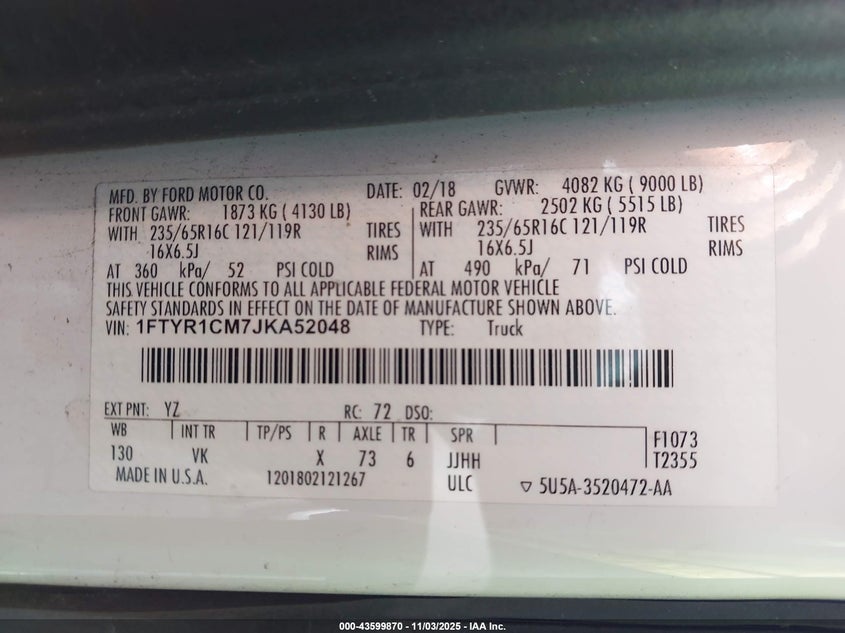 MFD. BY FORD MOTOR CO. DATE: 02/18 GVWR: 4082 KG ( 9000 LB)
FRONT GAWR: 1873 KG ( 4130 LB) REAR GAWR: 2502 KG ( 5515 LB)
WITH 235/65R16C 121/119R TIRES WITH 235/65R16C 121/119R TIRES
16X6.5J RIMS 16X6.5J RIMS
AT 360 kPa/ 52 PSI COLD AT 490 kPa/ 71 PSI COLD
THIS VEHICLE CONFORMS TO ALL APPLICABLE FEDERAL MOTOR VEHICLE
SAFETY STANDARDS IN EFFECT ON THE DATE OF MANUFACTURE SHOWN ABOVE.
VIN: 1FTYR1CM7JKA52048 TYPE: Truck
EXT PNT: YZ RC: 72 DSO:
WB INT TR TP/PS R AXLE TR SPR F1073
130 VK X 73 6 JJHH T2355
MADE IN U.S.A. 1201802121267 ULC ▽ 5U5A-3520472-AA
000-43599870 - 11/03/2025 - IAA Inc.